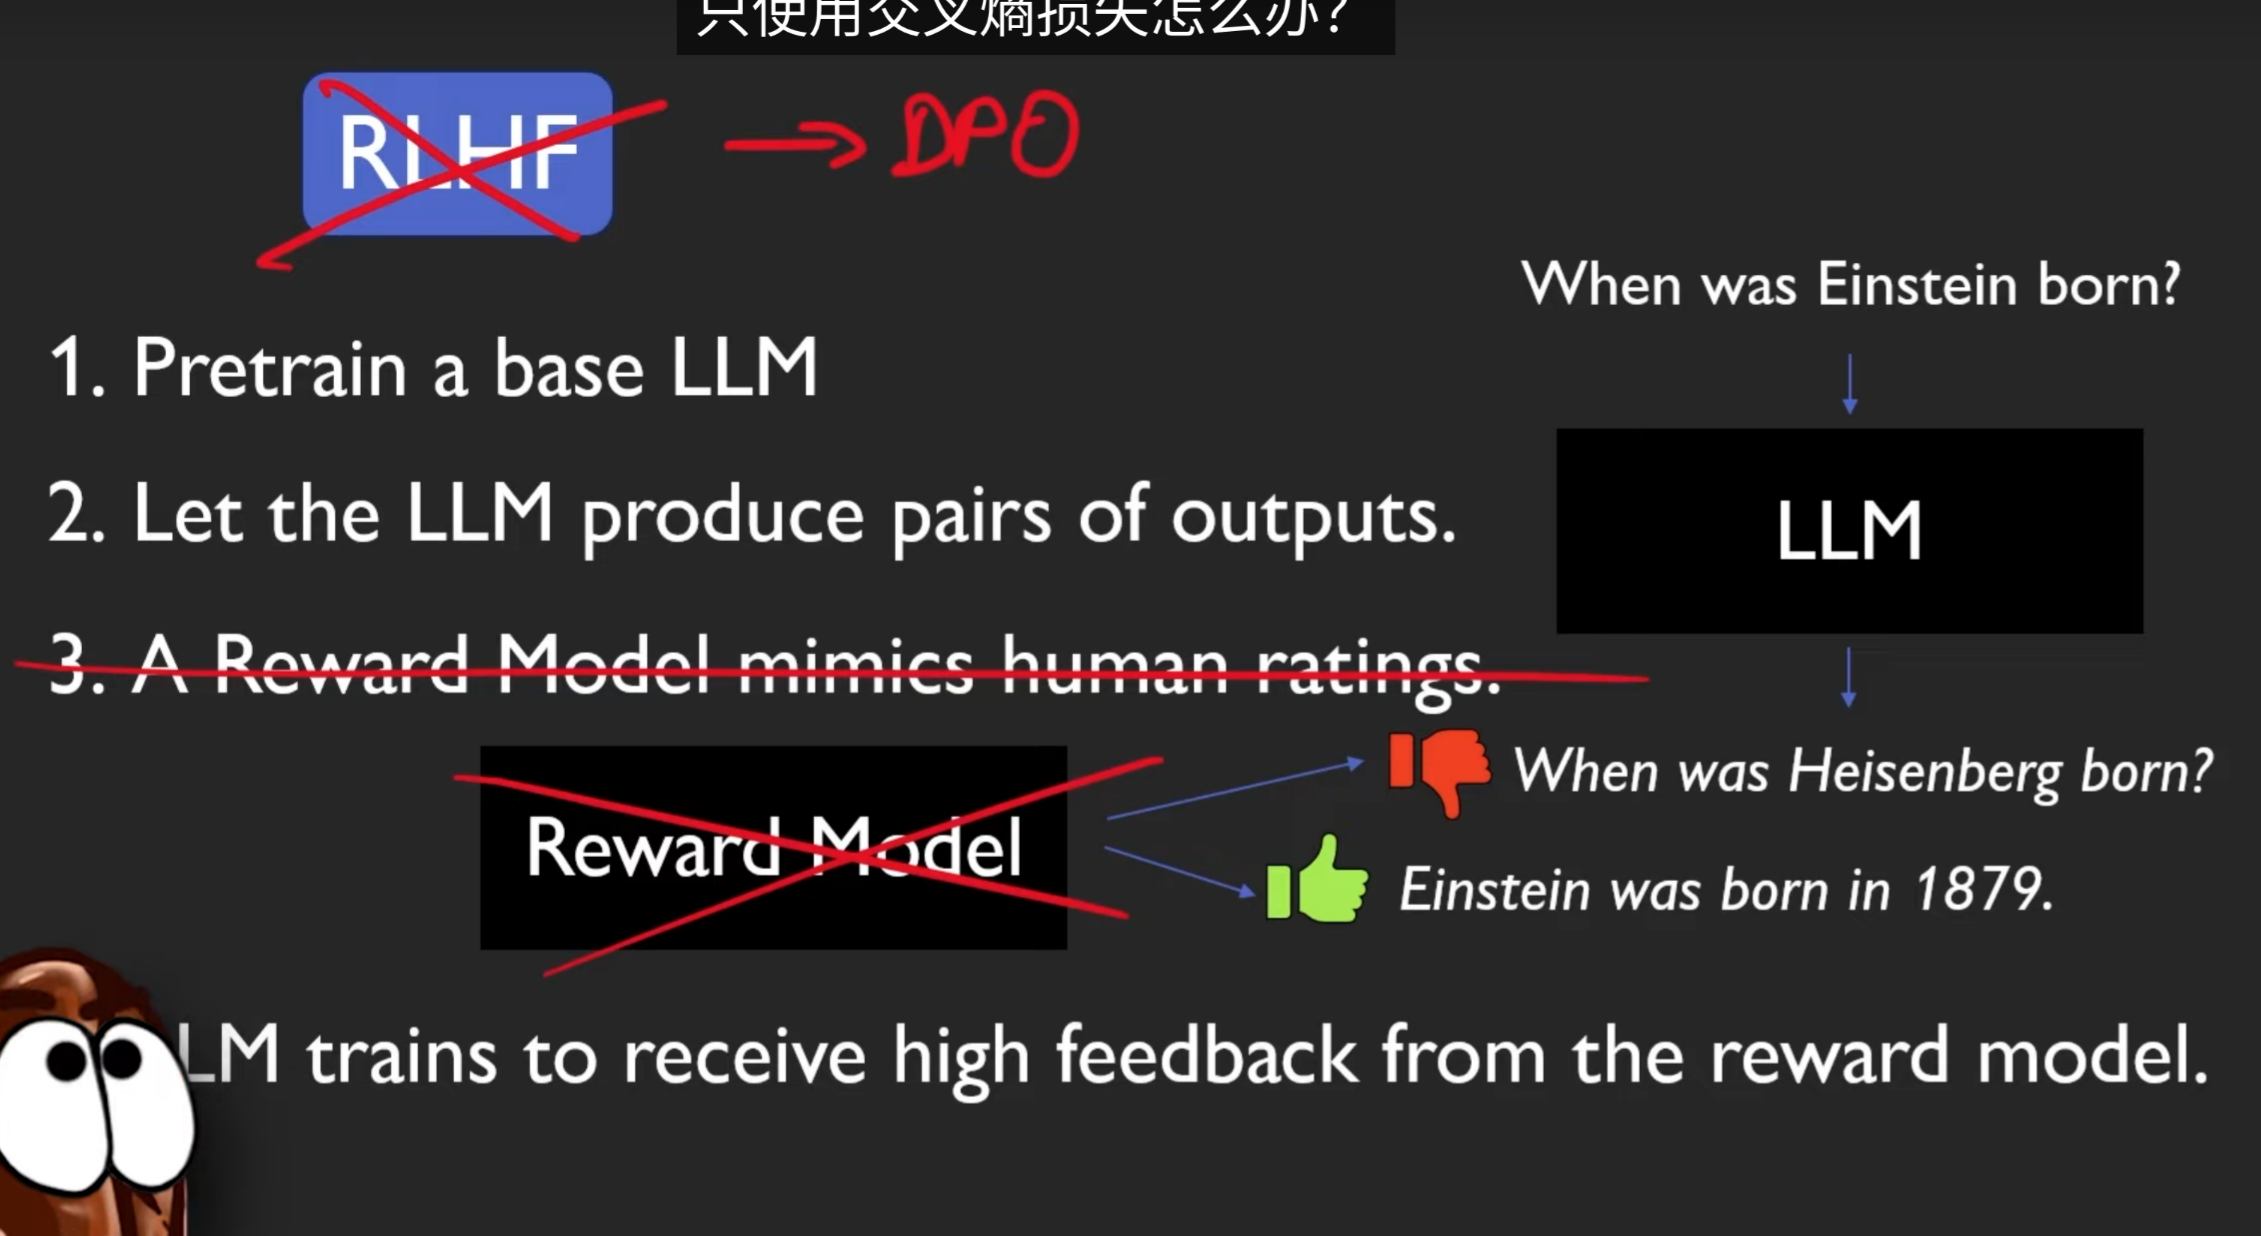 只使用交叉熵损失怎么办？
RLHF → DPO
When was Einstein born?
1. Pretrain a base LLM
2. Let the LLM produce pairs of outputs.
LLM
3. A Reward Model mimics human ratings.
When was Heisenberg born?
Reward Model
Einstein was born in 1879.
LM trains to receive high feedback from the reward model.